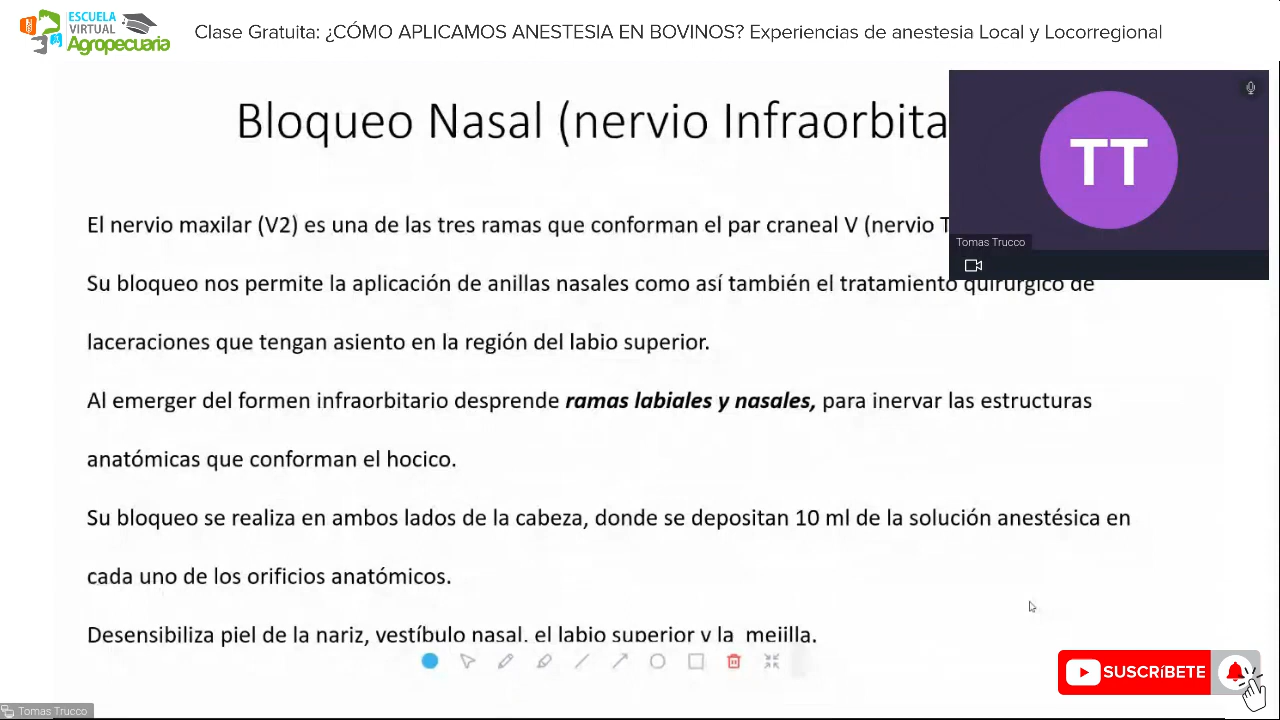 ESCUELA
VIRTUAL
Agropecuaria
Clase Gratuita: ¿CÓMO APLICAMOS ANESTESIA EN BOVINOS? Experiencias de anestesia Local y Locorregional
Bloqueo Nasal (nervio Infraorbita
TT
Tomas Trucco
El nervio maxilar (V2) es una de las tres ramas que conforman el par craneal V (nervio T
Su bloqueo nos permite la aplicación de anillas nasales como así también el tratamiento quirúrgico de
laceraciones que tengan asiento en la región del labio superior.
Al emerger del formen infraorbitario desprende ramas labiales y nasales, para inervar las estructuras
anatómicas que conforman el hocico.
Su bloqueo se realiza en ambos lados de la cabeza, donde se depositan 10 ml de la solución anestésica en
cada uno de los orificios anatómicos.
Desensibiliza piel de la nariz, vestíbulo nasal, el labio superior y la mejilla.
SUSCRíBETE
Tomas Trucco